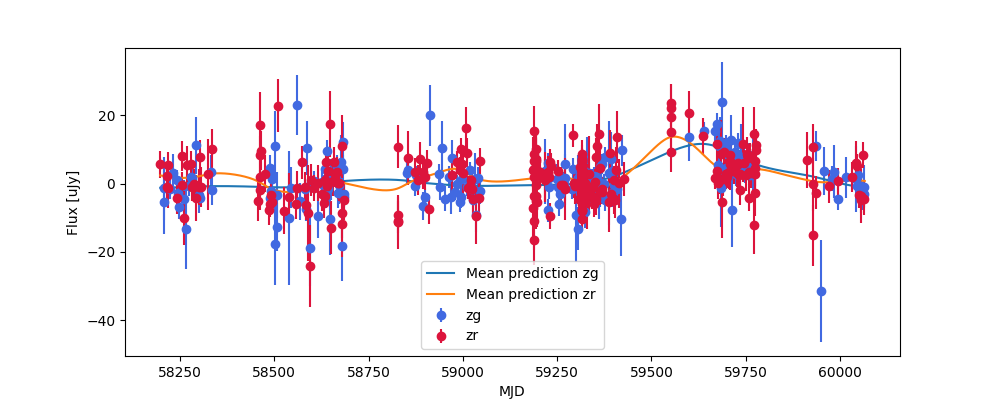 20
0
−20
−40
Flux [uJy]
Mean prediction zg
Mean prediction zr
zg
zr
58250 58500 58750 59000 59250 59500 59750 60000
MJD